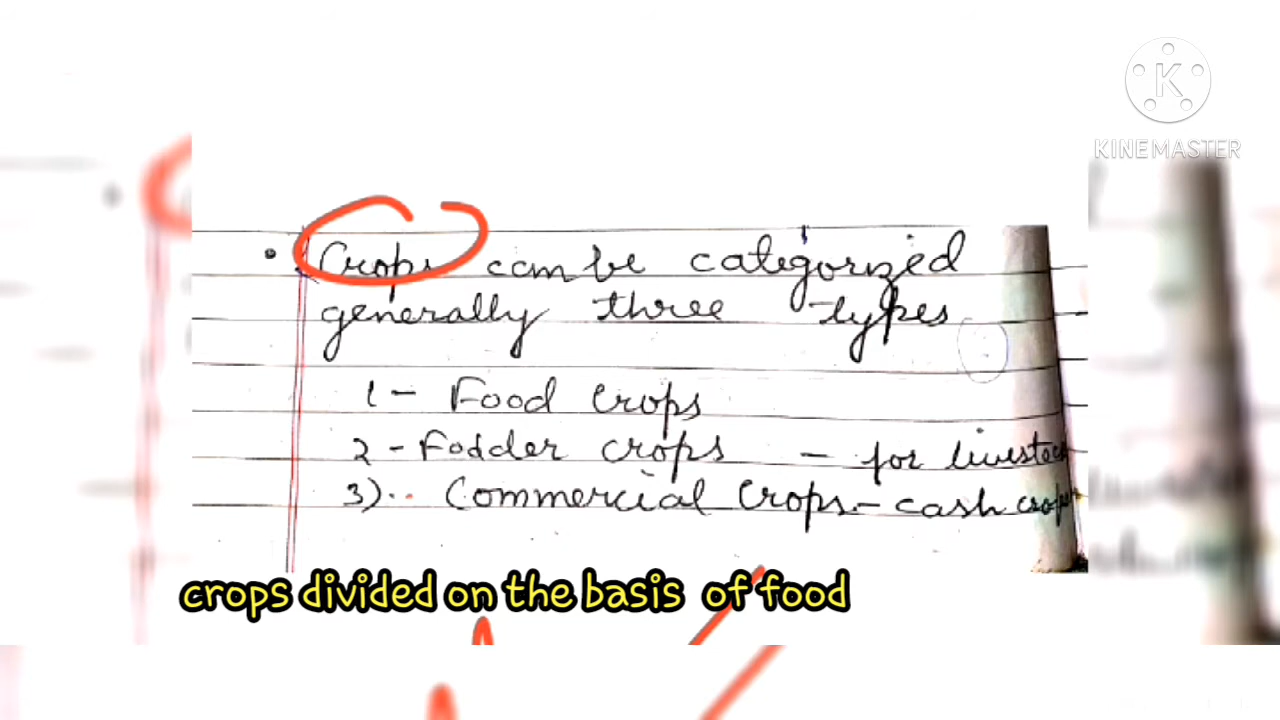 KINEMASTER
• Crops can be categorized
generally three types
1 - Food Crops
2 - Fodder crops - for livestock
3).. Commercial Crops - cash crops
crops divided on the basis of food